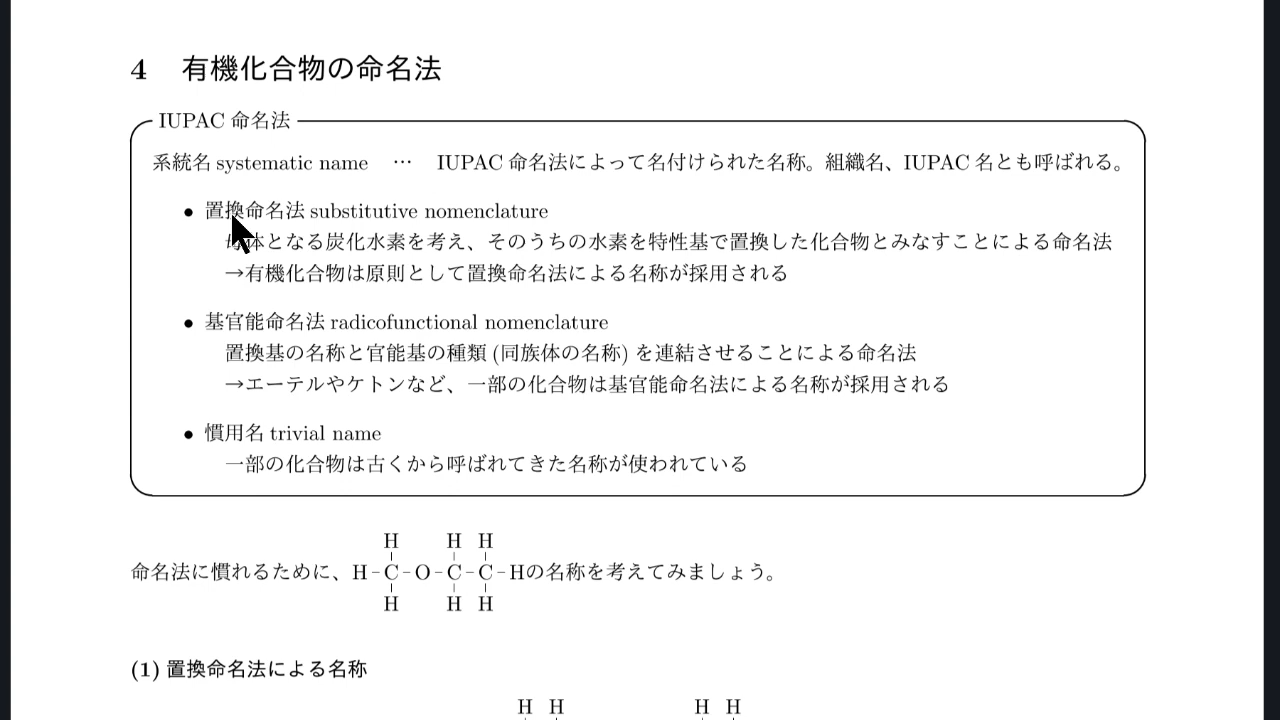 4 有機化合物の命名法
IUPAC 命名法
系統名 systematic name … IUPAC 命名法によって名付けられた名称。組織名、IUPAC 名とも呼ばれる。
● 置換命名法 substitutive nomenclature
体となる炭化水素を考え、そのうちの水素を特性基で置換した化合物とみなすことによる命名法
→有機化合物は原則として置換命名法による名称が採用される
● 基官能命名法 radicofunctional nomenclature
置換基の名称と官能基の種類 (同族体の名称) を連結させることによる命名法
→エーテルやケトンなど、一部の化合物は基官能命名法による名称が採用される
● 慣用名 trivial name
一部の化合物は古くから呼ばれてきた名称が使われている
H H H
命名法に慣れるために、H-C-O-C-C-Hの名称を考えてみましょう。
H H H
(1) 置換命名法による名称
H H H H